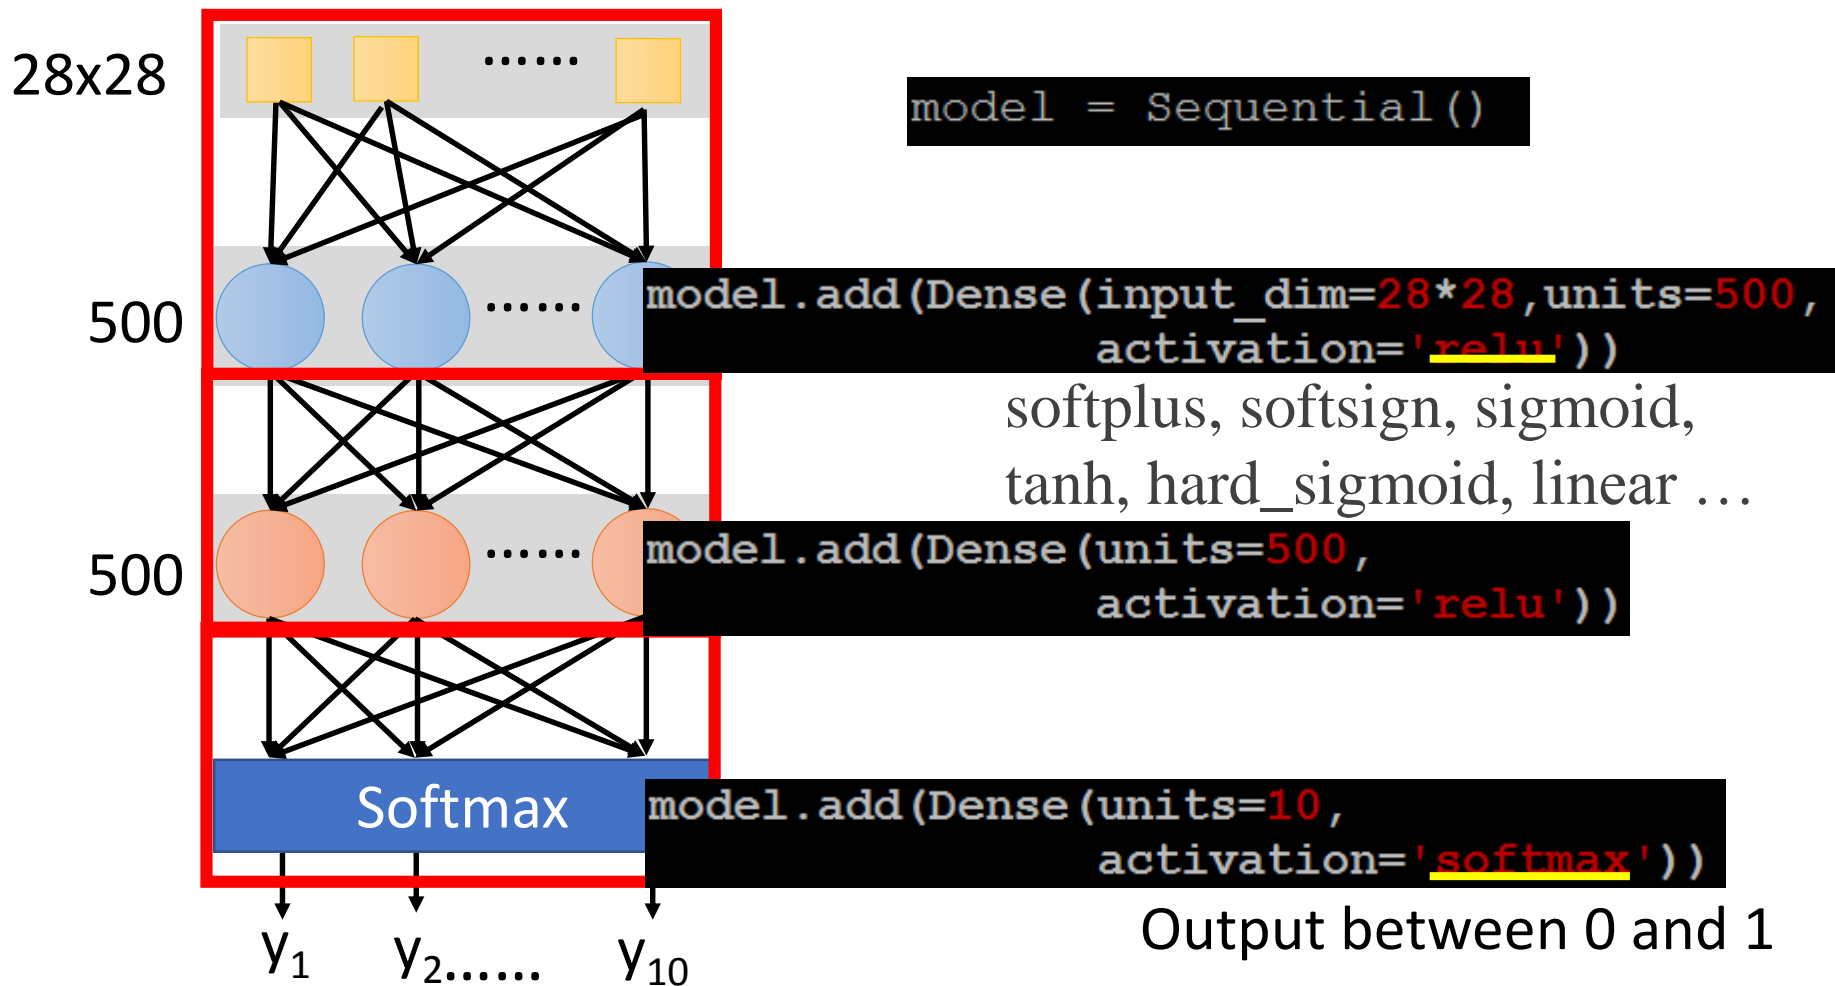 28x28
......
model = Sequential()
500
......
model.add(Dense(input_dim=28*28,units=500,
activation='relu'))
softplus, softsign, sigmoid,
tanh, hard_sigmoid, linear …
500
......
model.add(Dense(units=500,
activation='relu'))
Softmax
model.add(Dense(units=10,
activation='softmax'))
Output between 0 and 1
y1 y2...... y10